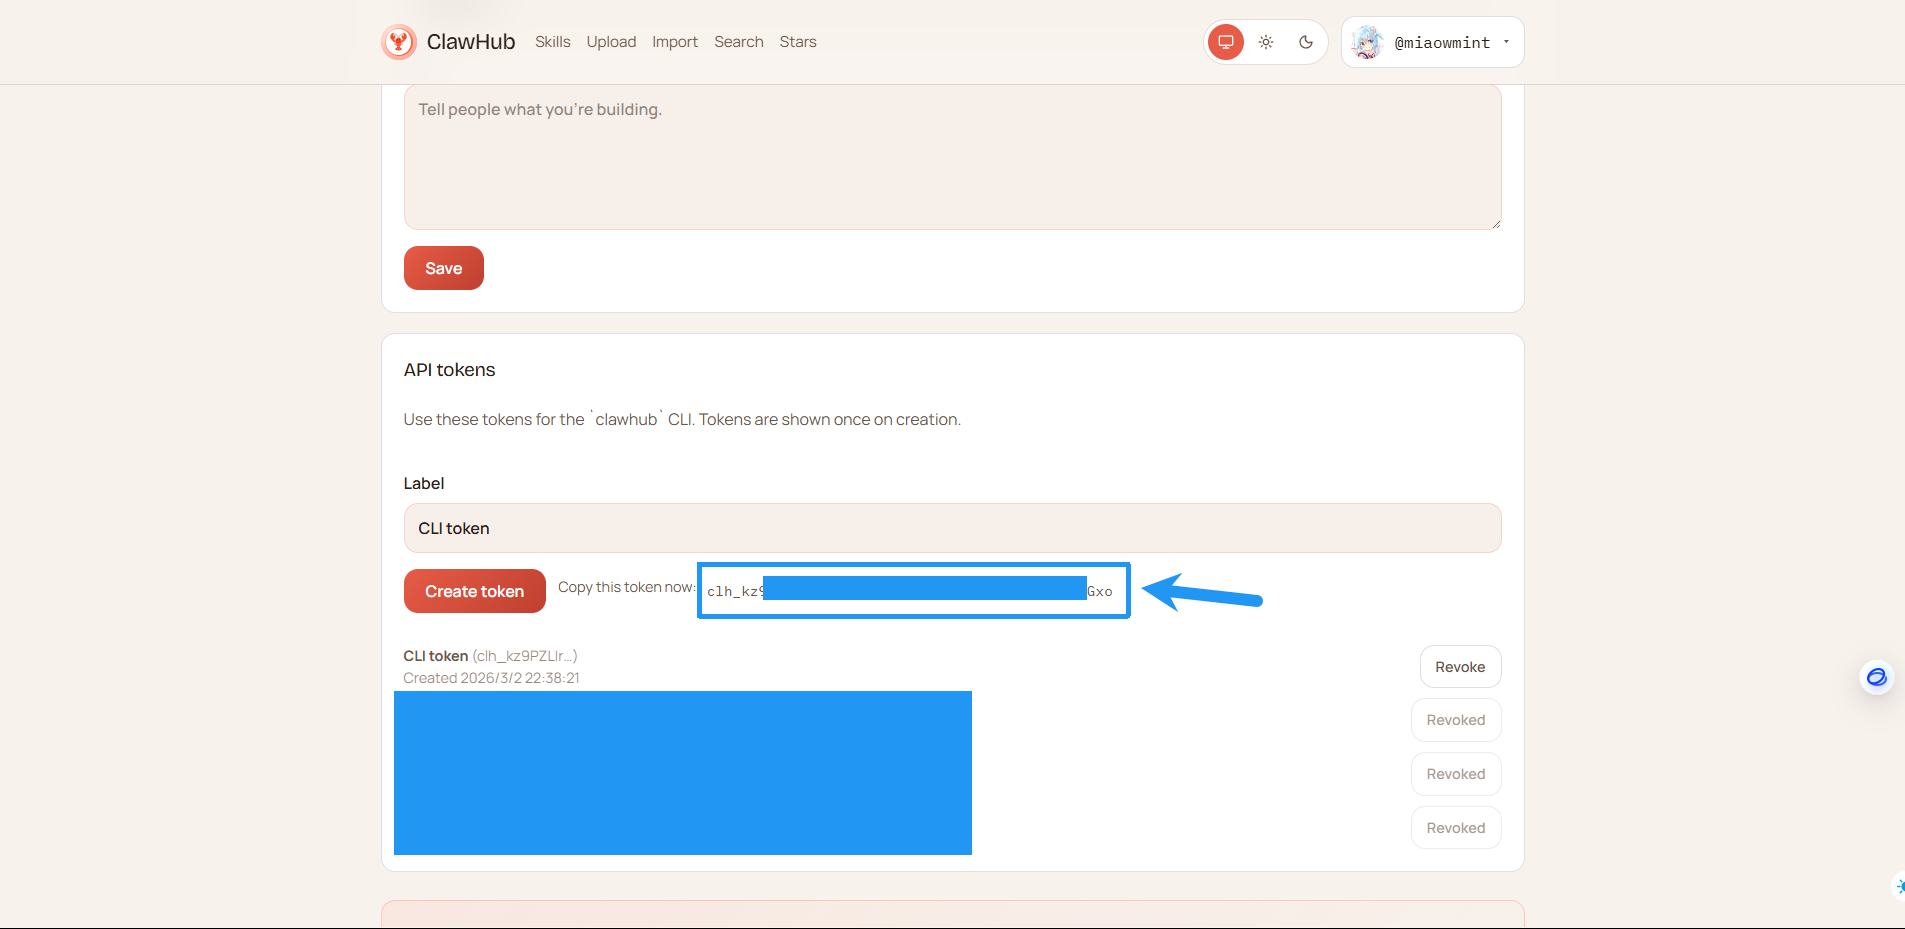 ClawHub Skills Upload Import Search Stars @miaowmint
Tell people what you're building.
Save
API tokens
Use these tokens for the `clawhub` CLI. Tokens are shown once on creation.
Label
CLI token
Create token Copy this token now: clh_kz9 Gxo
CLI token (clh_kz9PZLIr…) Revoke
Created 2026/3/2 22:38:21
Revoked
Revoked
Revoked